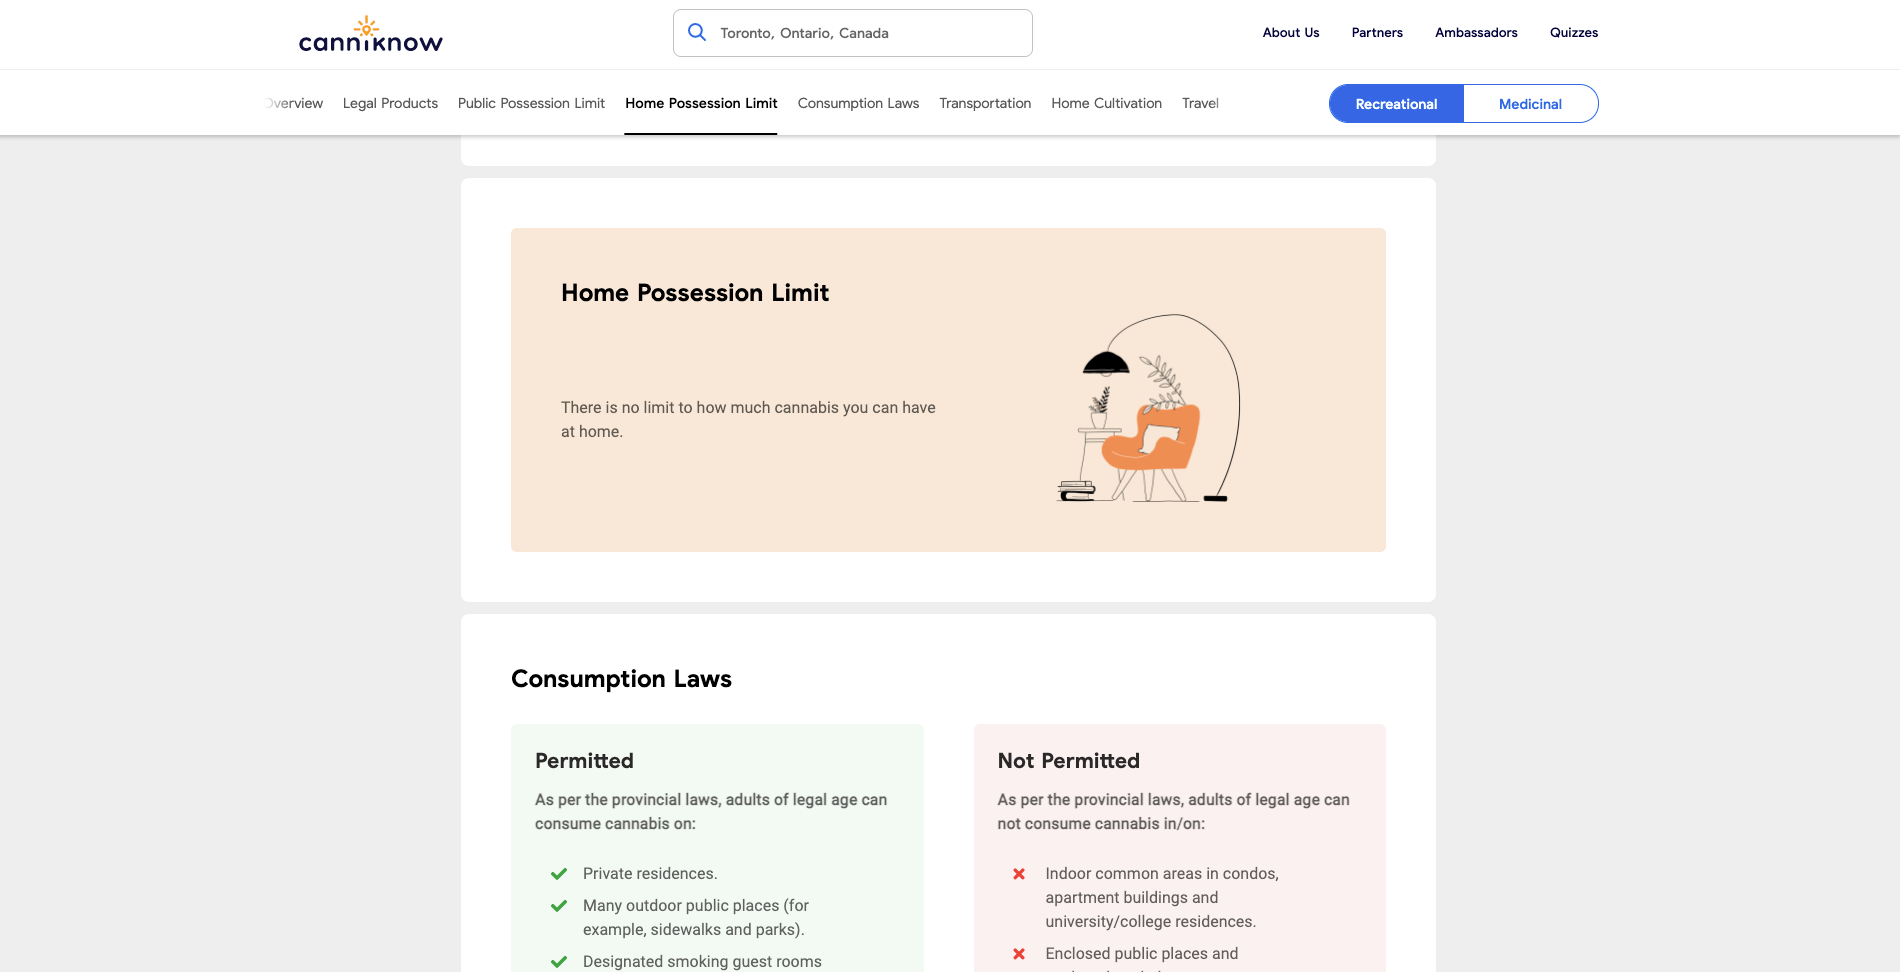 canniknow
Toronto, Ontario, Canada
About Us
Partners
Ambassadors
Quizzes
Overview
Legal Products
Public Possession Limit
Home Possession Limit
Consumption Laws
Transportation
Home Cultivation
Travel
Recreational
Medicinal
Home Possession Limit
There is no limit to how much cannabis you can have
at home.
Consumption Laws
Permitted
As per the provincial laws, adults of legal age can
consume cannabis on:
Private residences.
Many outdoor public places (for
example, sidewalks and parks).
Designated smoking guest rooms
Not Permitted
As per the provincial laws, adults of legal age can
not consume cannabis in/on:
Indoor common areas in condos,
apartment buildings and
university/college residences.
Enclosed public places and